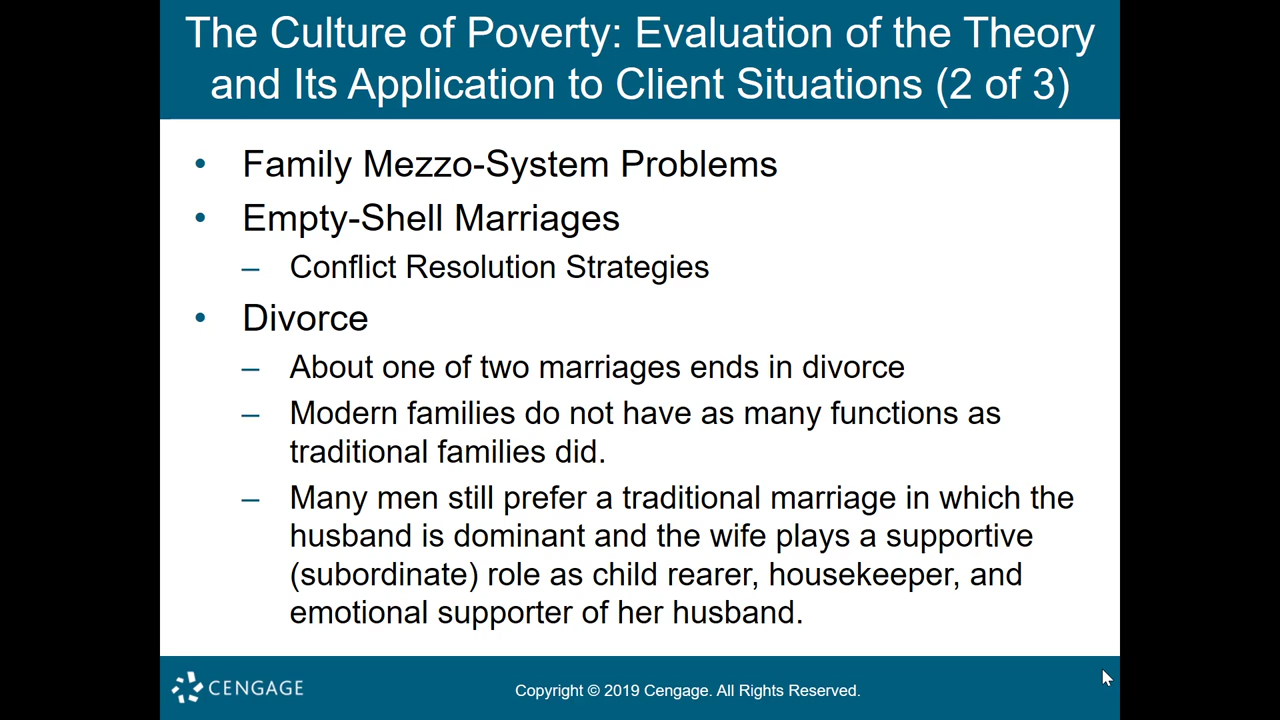 The Culture of Poverty: Evaluation of the Theory
and Its Application to Client Situations (2 of 3)
• Family Mezzo-System Problems
• Empty-Shell Marriages
– Conflict Resolution Strategies
• Divorce
– About one of two marriages ends in divorce
– Modern families do not have as many functions as
traditional families did.
– Many men still prefer a traditional marriage in which the
husband is dominant and the wife plays a supportive
(subordinate) role as child rearer, housekeeper, and
emotional supporter of her husband.
CENGAGE
Copyright © 2019 Cengage. All Rights Reserved.